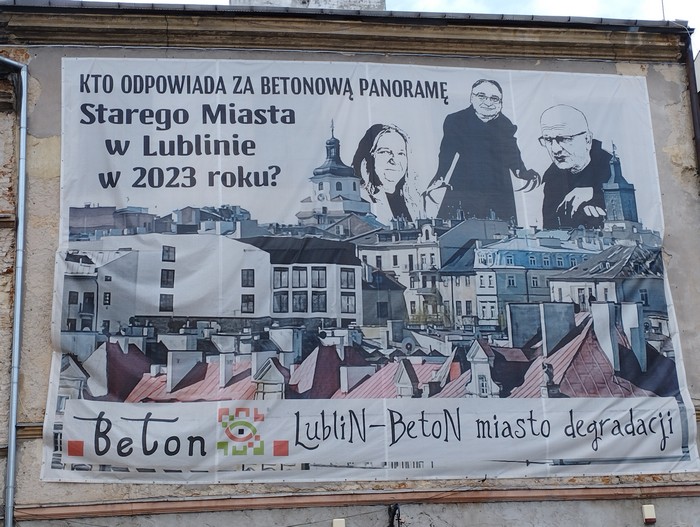 KTO ODPOWIADA ZA BETONOWĄ PANORAMĘ
Starego Miasta
w Lublinie
w 2023 roku?
Beton
LubliN-BetoN miasto degradacji